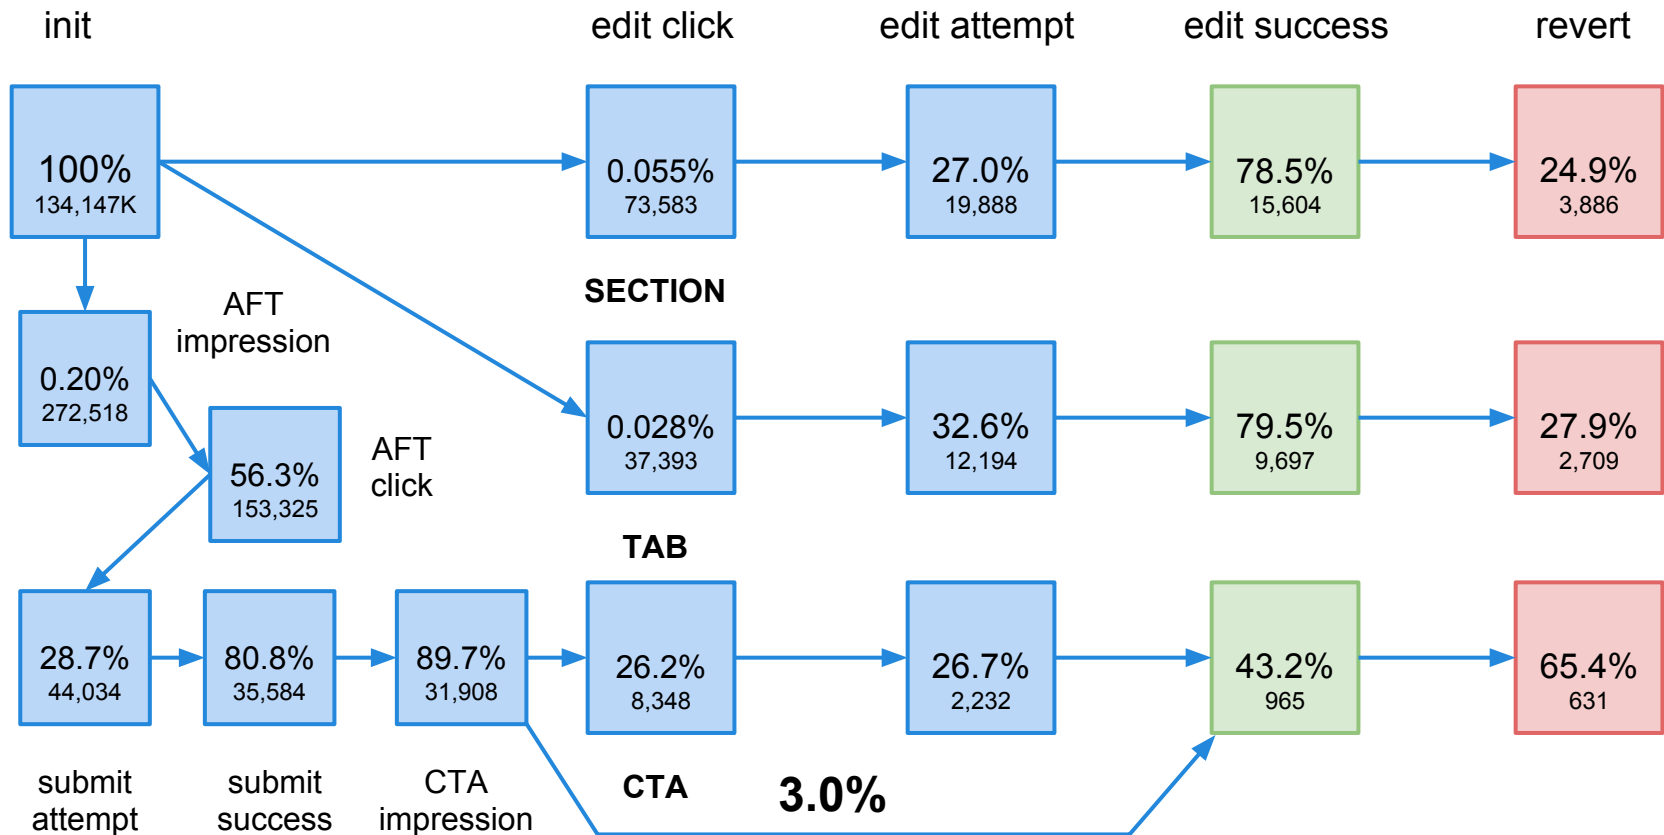 init
edit click
edit attempt
edit success
revert
100%
134,147K
0.055%
73,583
27.0%
19,888
78.5%
15,604
24.9%
3,886
SECTION
AFT
impression
0.20%
272,518
0.028%
37,393
32.6%
12,194
79.5%
9,697
27.9%
2,709
56.3%
153,325
AFT
click
TAB
28.7%
44,034
80.8%
35,584
89.7%
31,908
26.2%
8,348
26.7%
2,232
43.2%
965
65.4%
631
submit
attempt
submit
success
CTA
impression
CTA
3.0%